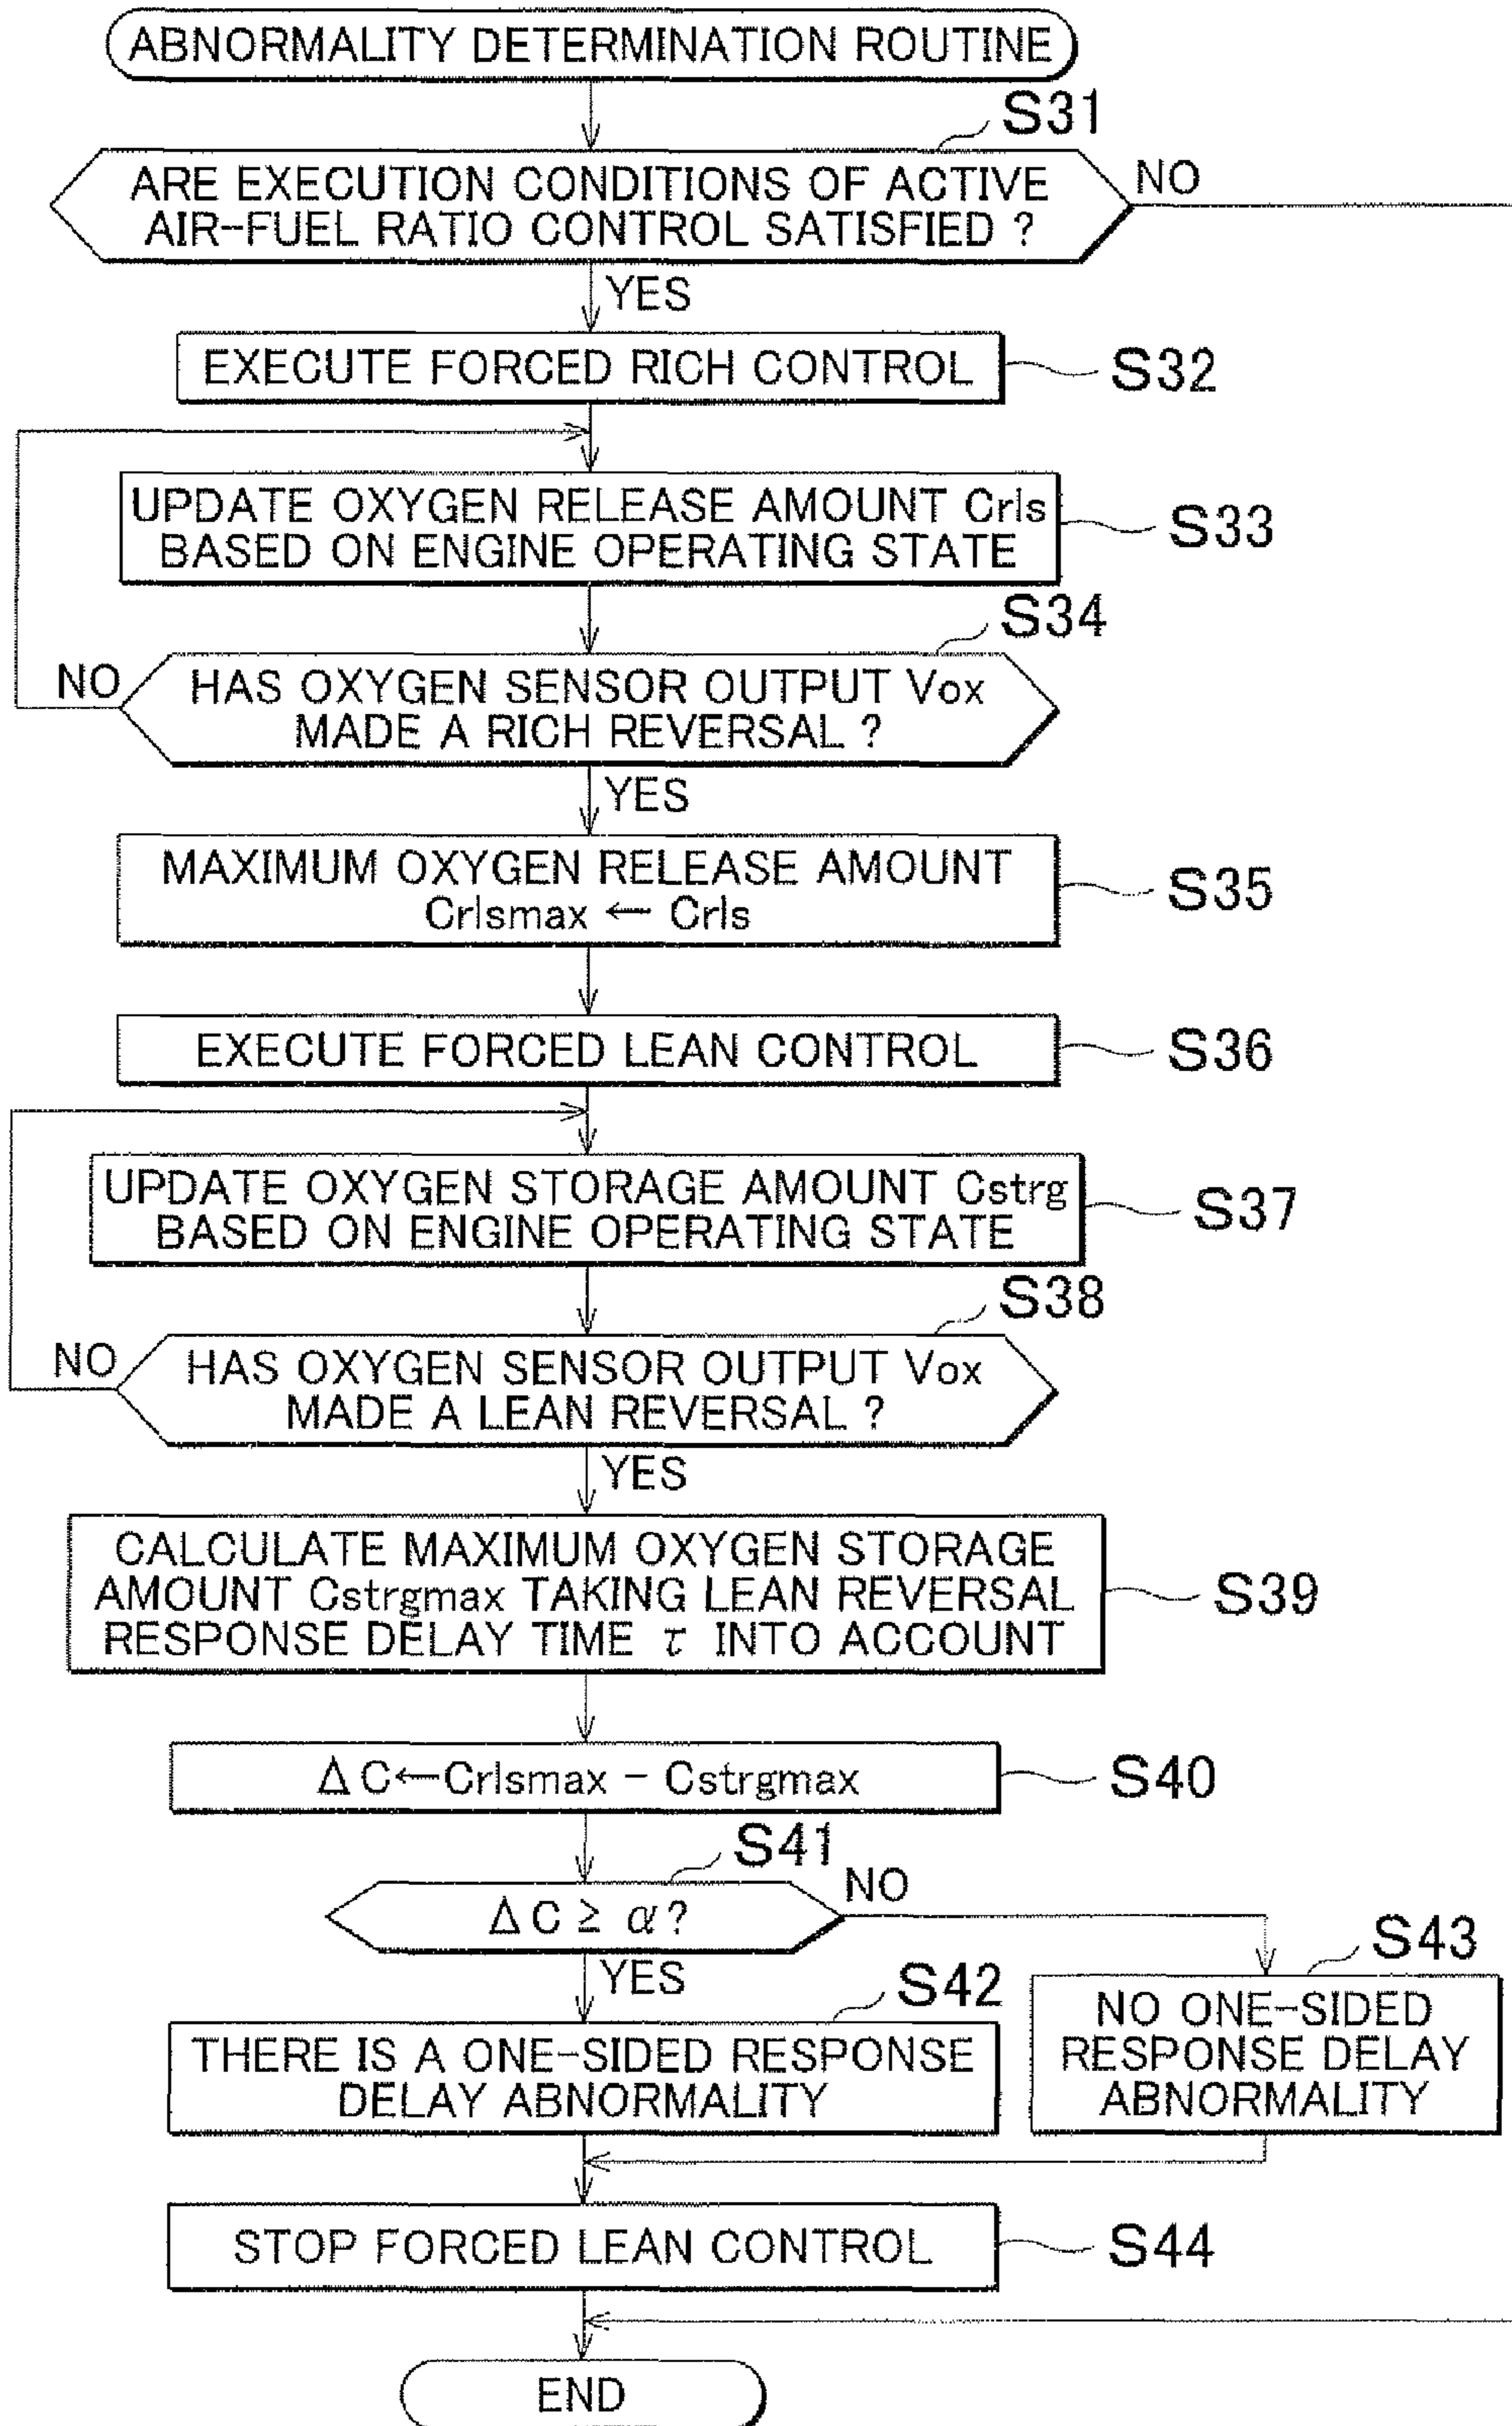 ABNORMALITY DETERMINATION ROUTINE
S31
ARE EXECUTION CONDITIONS OF ACTIVE
AIR-FUEL RATIO CONTROL SATISFIED ?
NO
YES
EXECUTE FORCED RICH CONTROL
S32
UPDATE OXYGEN RELEASE AMOUNT Crls
BASED ON ENGINE OPERATING STATE
S33
S34
NO
HAS OXYGEN SENSOR OUTPUT Vox
MADE A RICH REVERSAL ?
YES
MAXIMUM OXYGEN RELEASE AMOUNT
Crlsmax ← Crls
S35
EXECUTE FORCED LEAN CONTROL
S36
UPDATE OXYGEN STORAGE AMOUNT Cstrg
BASED ON ENGINE OPERATING STATE
S37
S38
NO
HAS OXYGEN SENSOR OUTPUT Vox
MADE A LEAN REVERSAL ?
YES
CALCULATE MAXIMUM OXYGEN STORAGE
AMOUNT Cstrgmax TAKING LEAN REVERSAL
RESPONSE DELAY TIME τ INTO ACCOUNT
S39
ΔC←Crlsmax - Cstrgmax
S40
S41
ΔC ≥ α?
NO
YES
S42
THERE IS A ONE-SIDED RESPONSE
DELAY ABNORMALITY
S43
NO ONE-SIDED
RESPONSE DELAY
ABNORMALITY
STOP FORCED LEAN CONTROL
S44
END